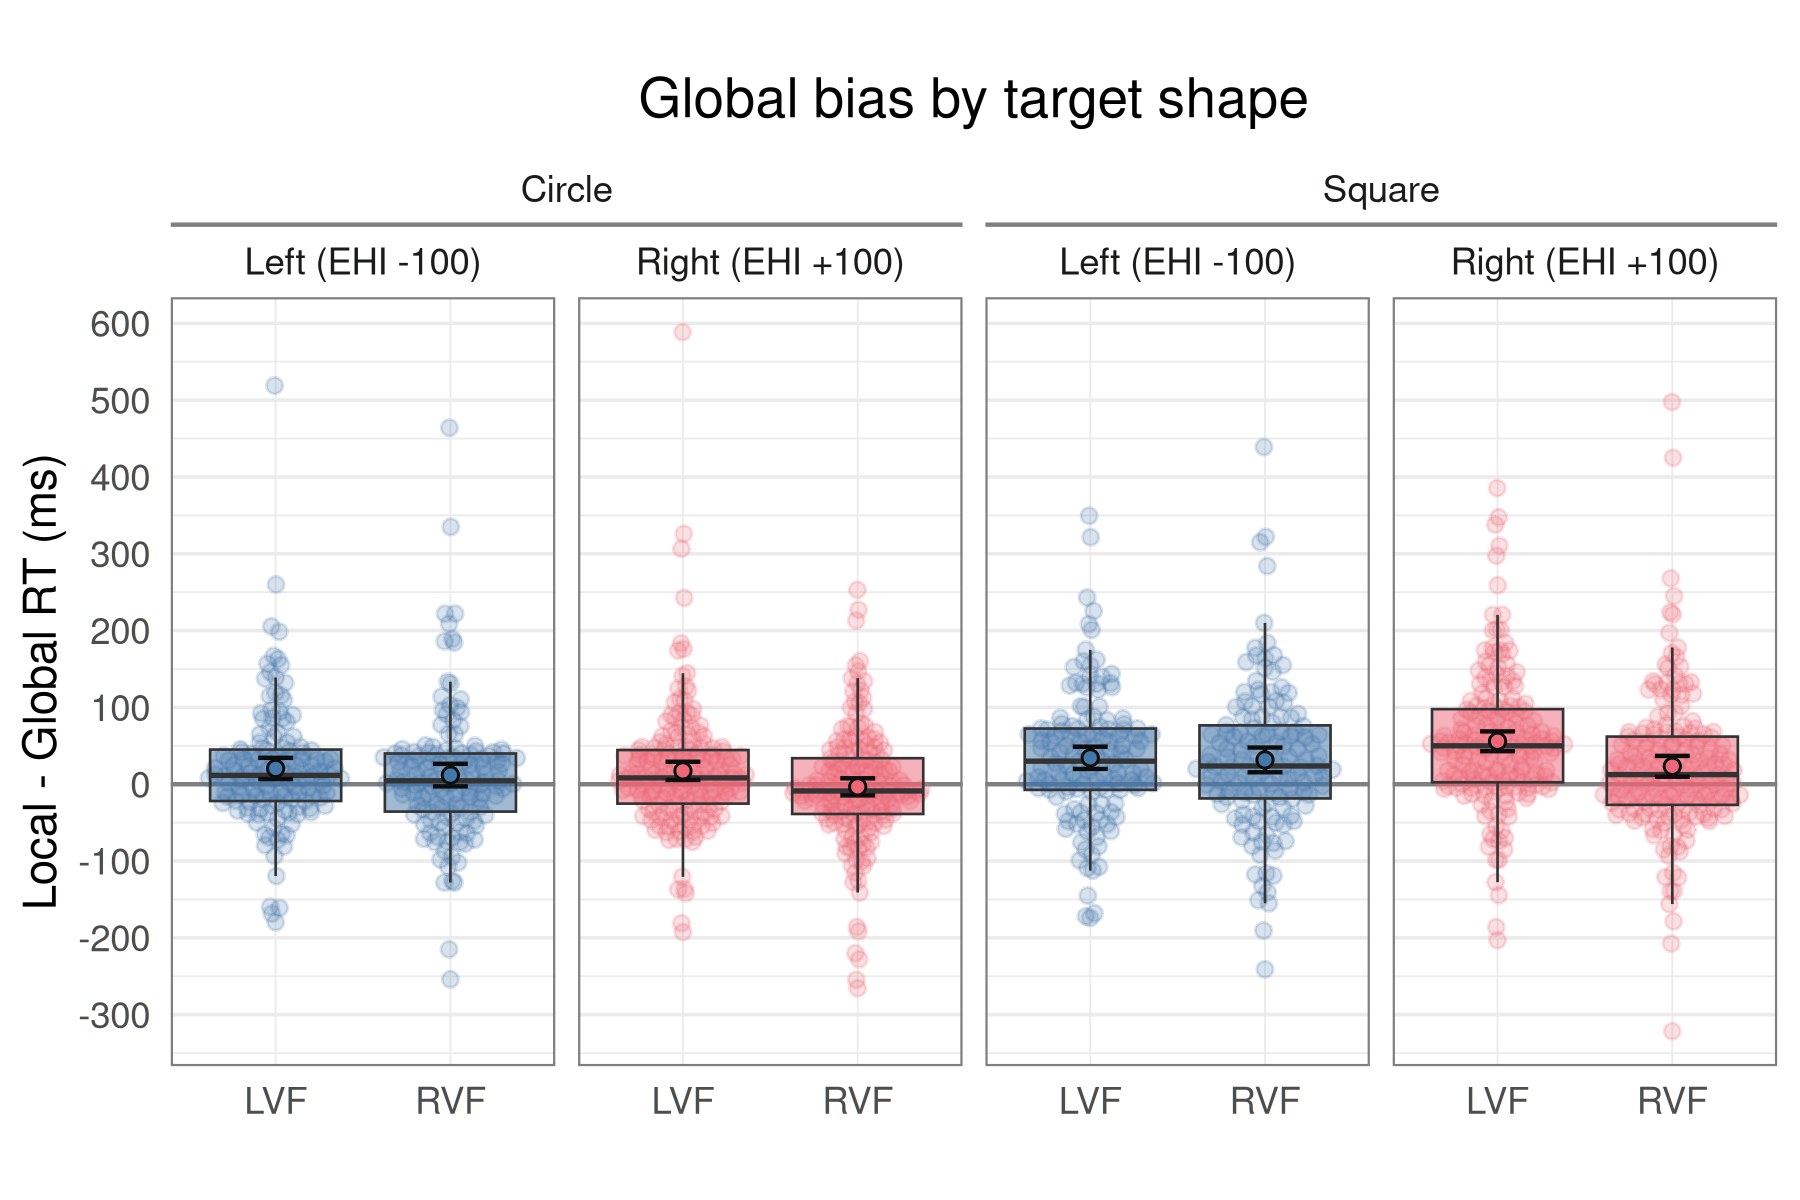 Global bias by target shape
Circle Square
Left (EHI -100) Right (EHI +100) Left (EHI -100) Right (EHI +100)
Local - Global RT (ms)
600
500
400
300
200
100
0
-100
-200
-300
LVF RVF LVF RVF LVF RVF LVF RVF